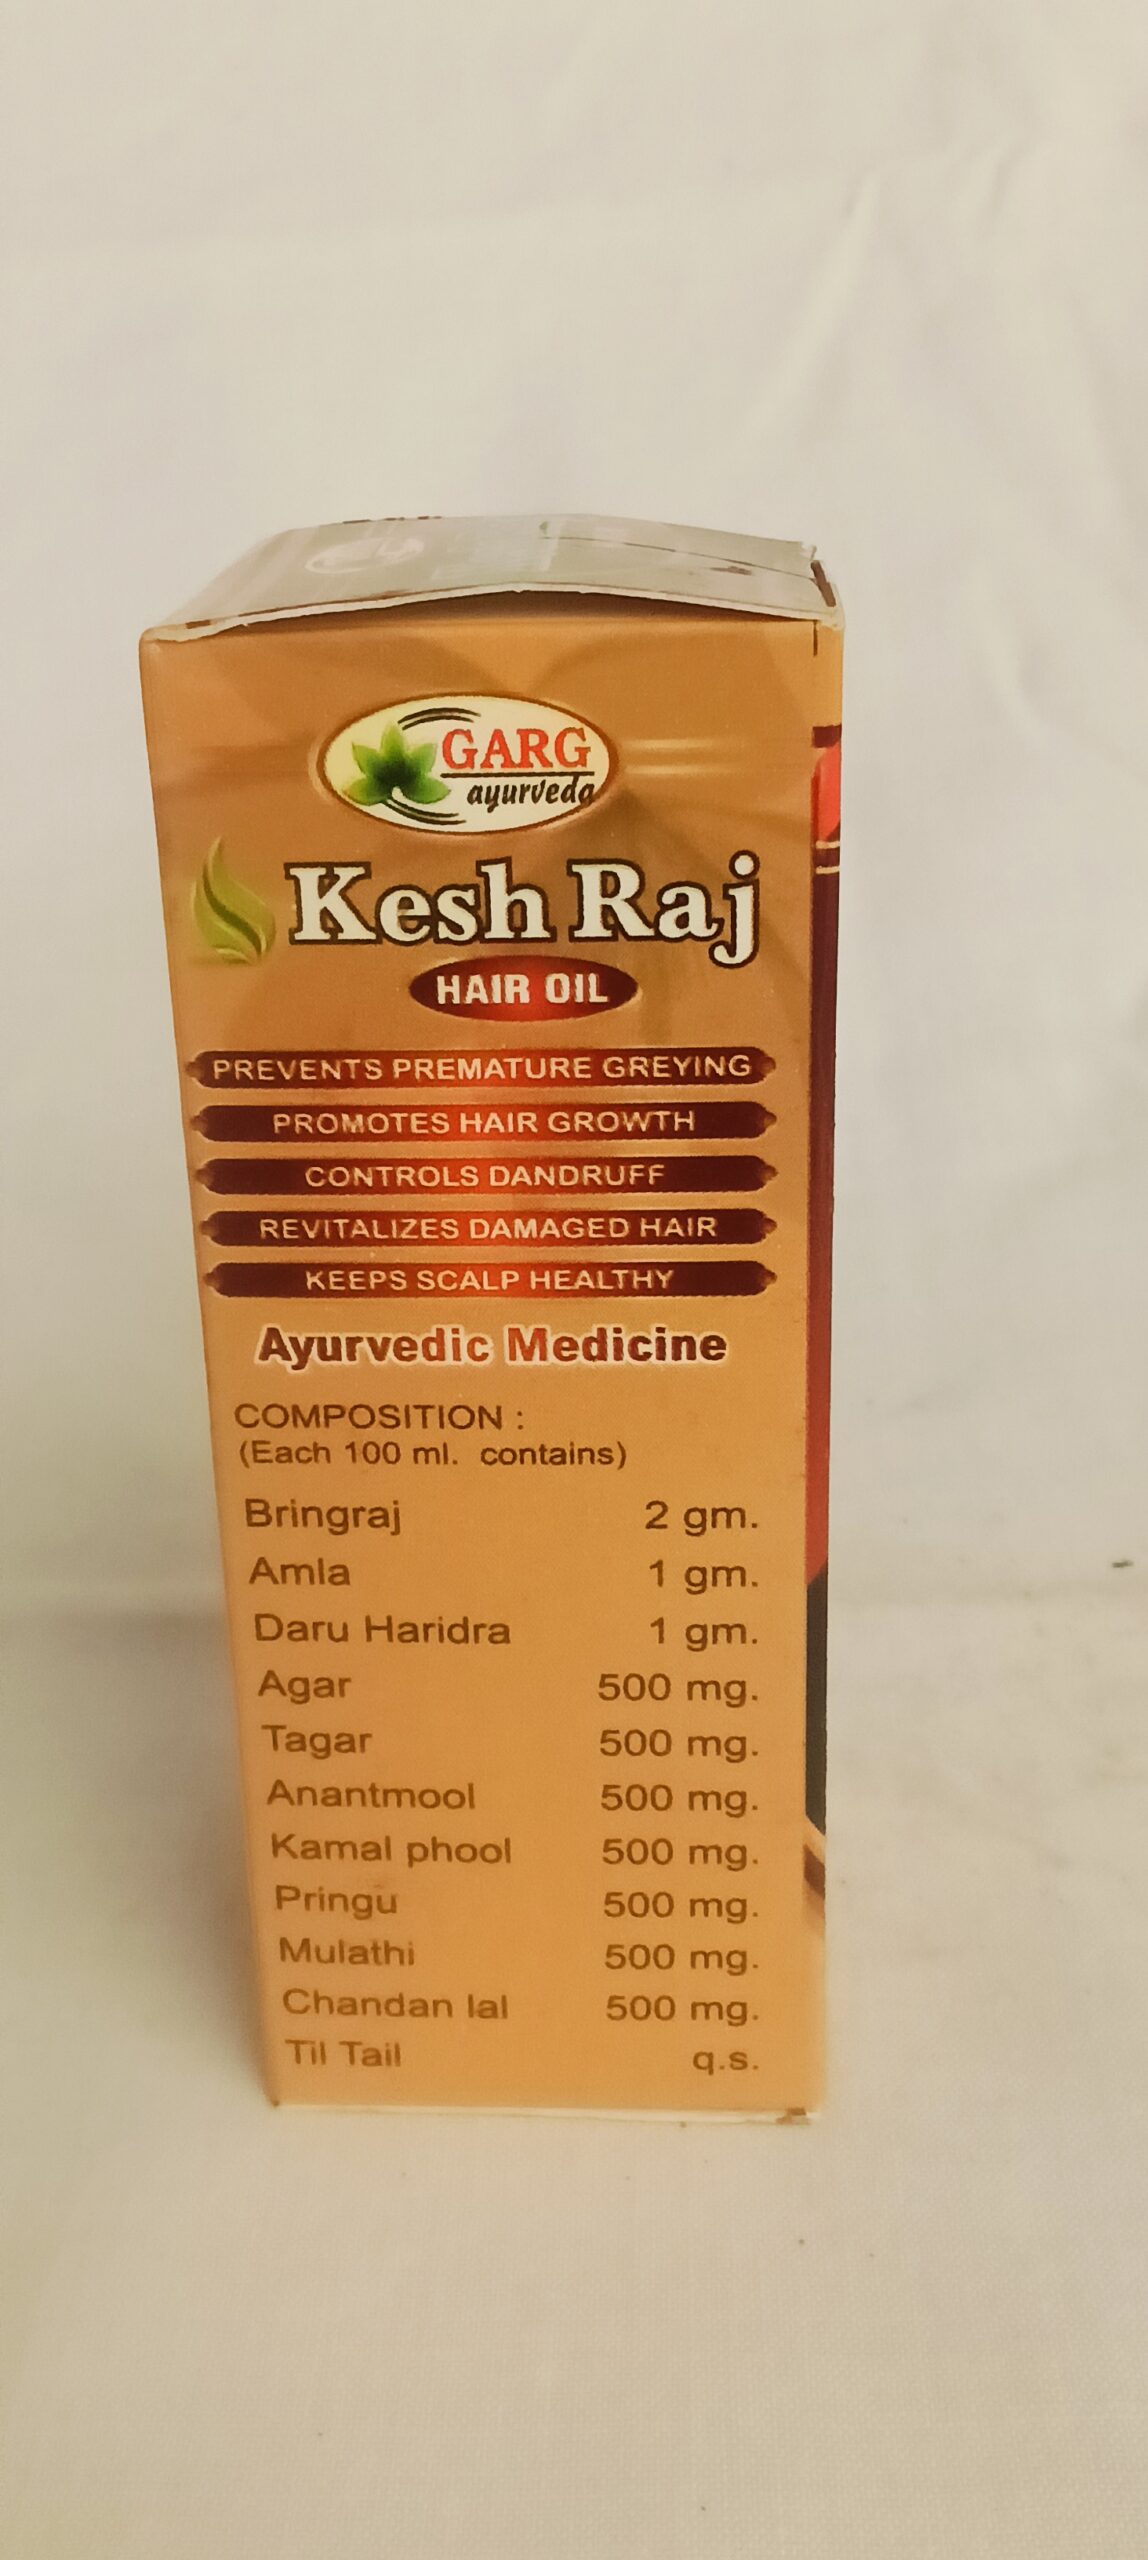 GARG
ayurveda
Kesh Raj
HAIR OIL
PREVENTS PREMATURE GREYING
PROMOTES HAIR GROWTH
CONTROLS DANDRUFF
REVITALIZES DAMAGED HAIR
KEEPS SCALP HEALTHY
Ayurvedic Medicine
COMPOSITION :
(Each 100 ml. contains)
Bringraj 2 gm.
Amla 1 gm.
Daru Haridra 1 gm.
Agar 500 mg.
Tagar 500 mg.
Anantmool 500 mg.
Kamal phool 500 mg.
Pringu 500 mg.
Mulathi 500 mg.
Chandan lal 500 mg.
Til Tail q.s.